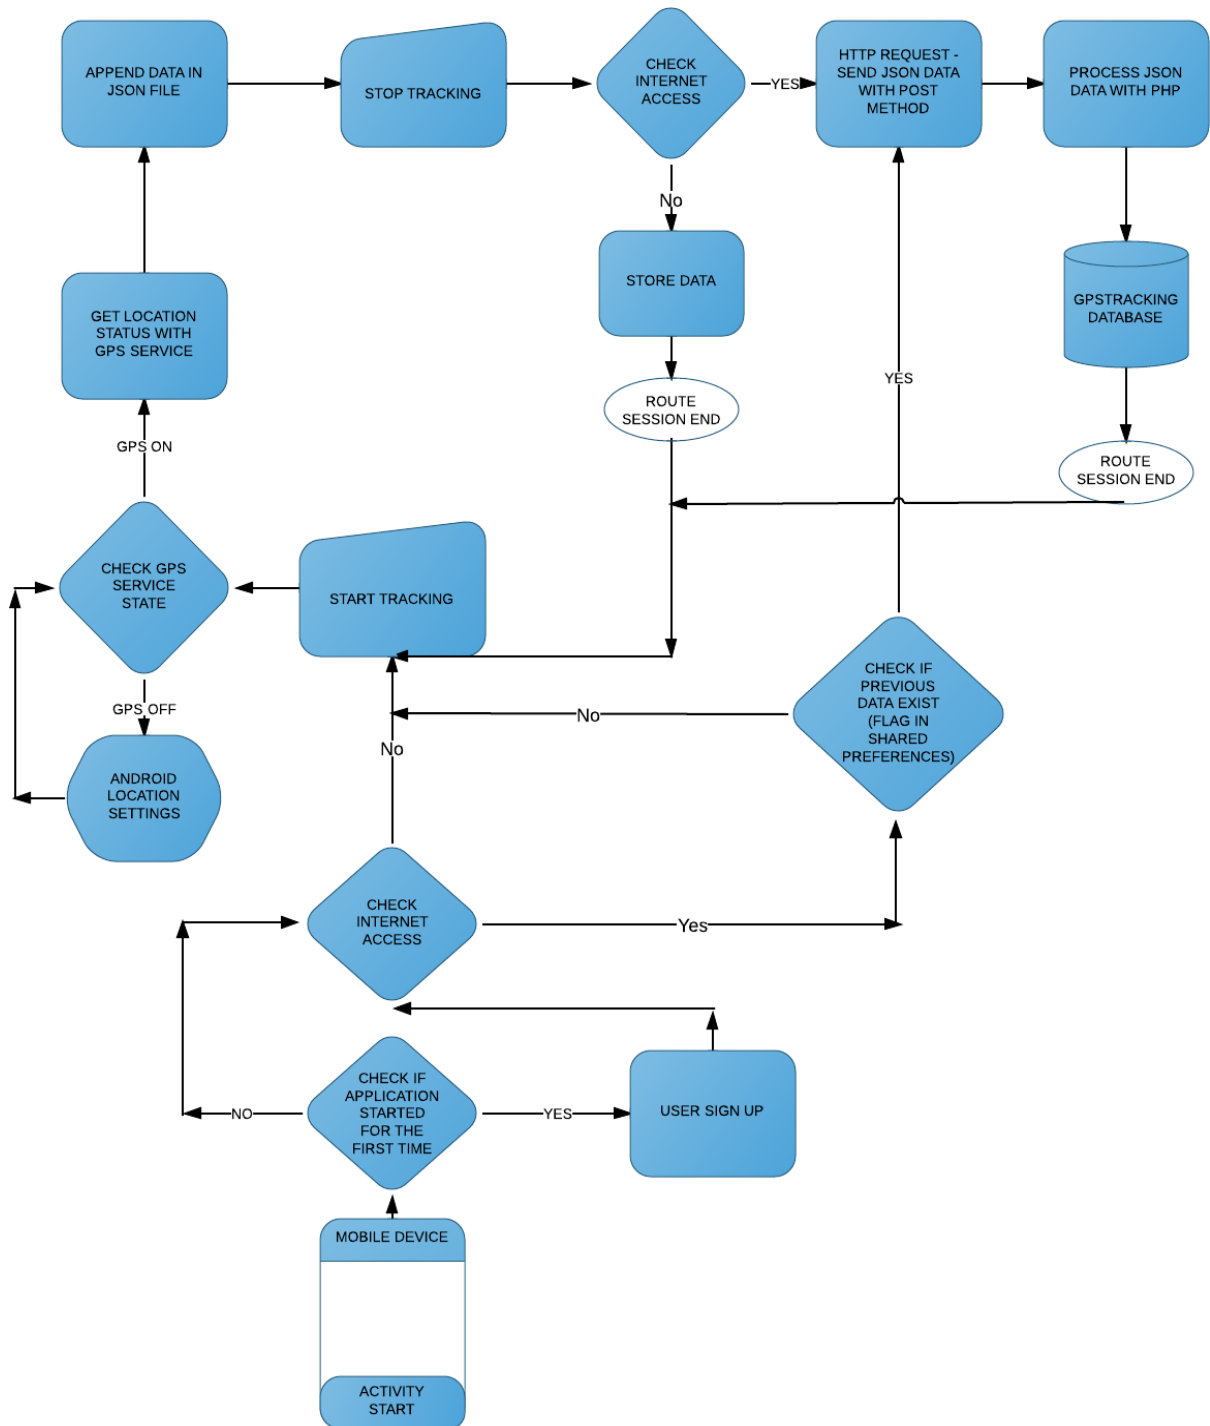 APPEND DATA IN
JSON FILE
STOP TRACKING
CHECK
INTERNET
ACCESS
YES
HTTP REQUEST -
SEND JSON DATA
WITH POST
METHOD
PROCESS JSON
DATA WITH PHP
No
STORE DATA
GET LOCATION
STATUS WITH
GPS SERVICE
GPSTRACKING
DATABASE
ROUTE
SESSION END
YES
GPS ON
ROUTE
SESSION END
CHECK GPS
SERVICE
STATE
START TRACKING
CHECK IF
PREVIOUS
DATA EXIST
(FLAG IN
SHARED
PREFERENCES)
GPS OFF
No
No
ANDROID
LOCATION
SETTINGS
CHECK
INTERNET
ACCESS
Yes
CHECK IF
APPLICATION
STARTED
FOR THE
FIRST TIME
NO
YES
USER SIGN UP
MOBILE DEVICE
ACTIVITY
START